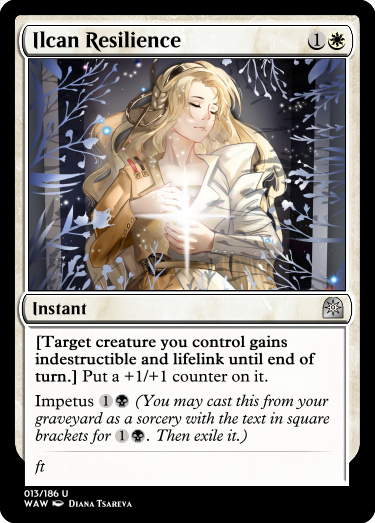 Ilcan Resilience 1
Instant
[Target creature you control gains
indestructible and lifelink until end of
turn.] Put a +1/+1 counter on it.
Impetus 1 (You may cast this from your
graveyard as a sorcery with the text in square
brackets for 1. Then exile it.)
ft
013/186 U
WAW Diana Tsareva